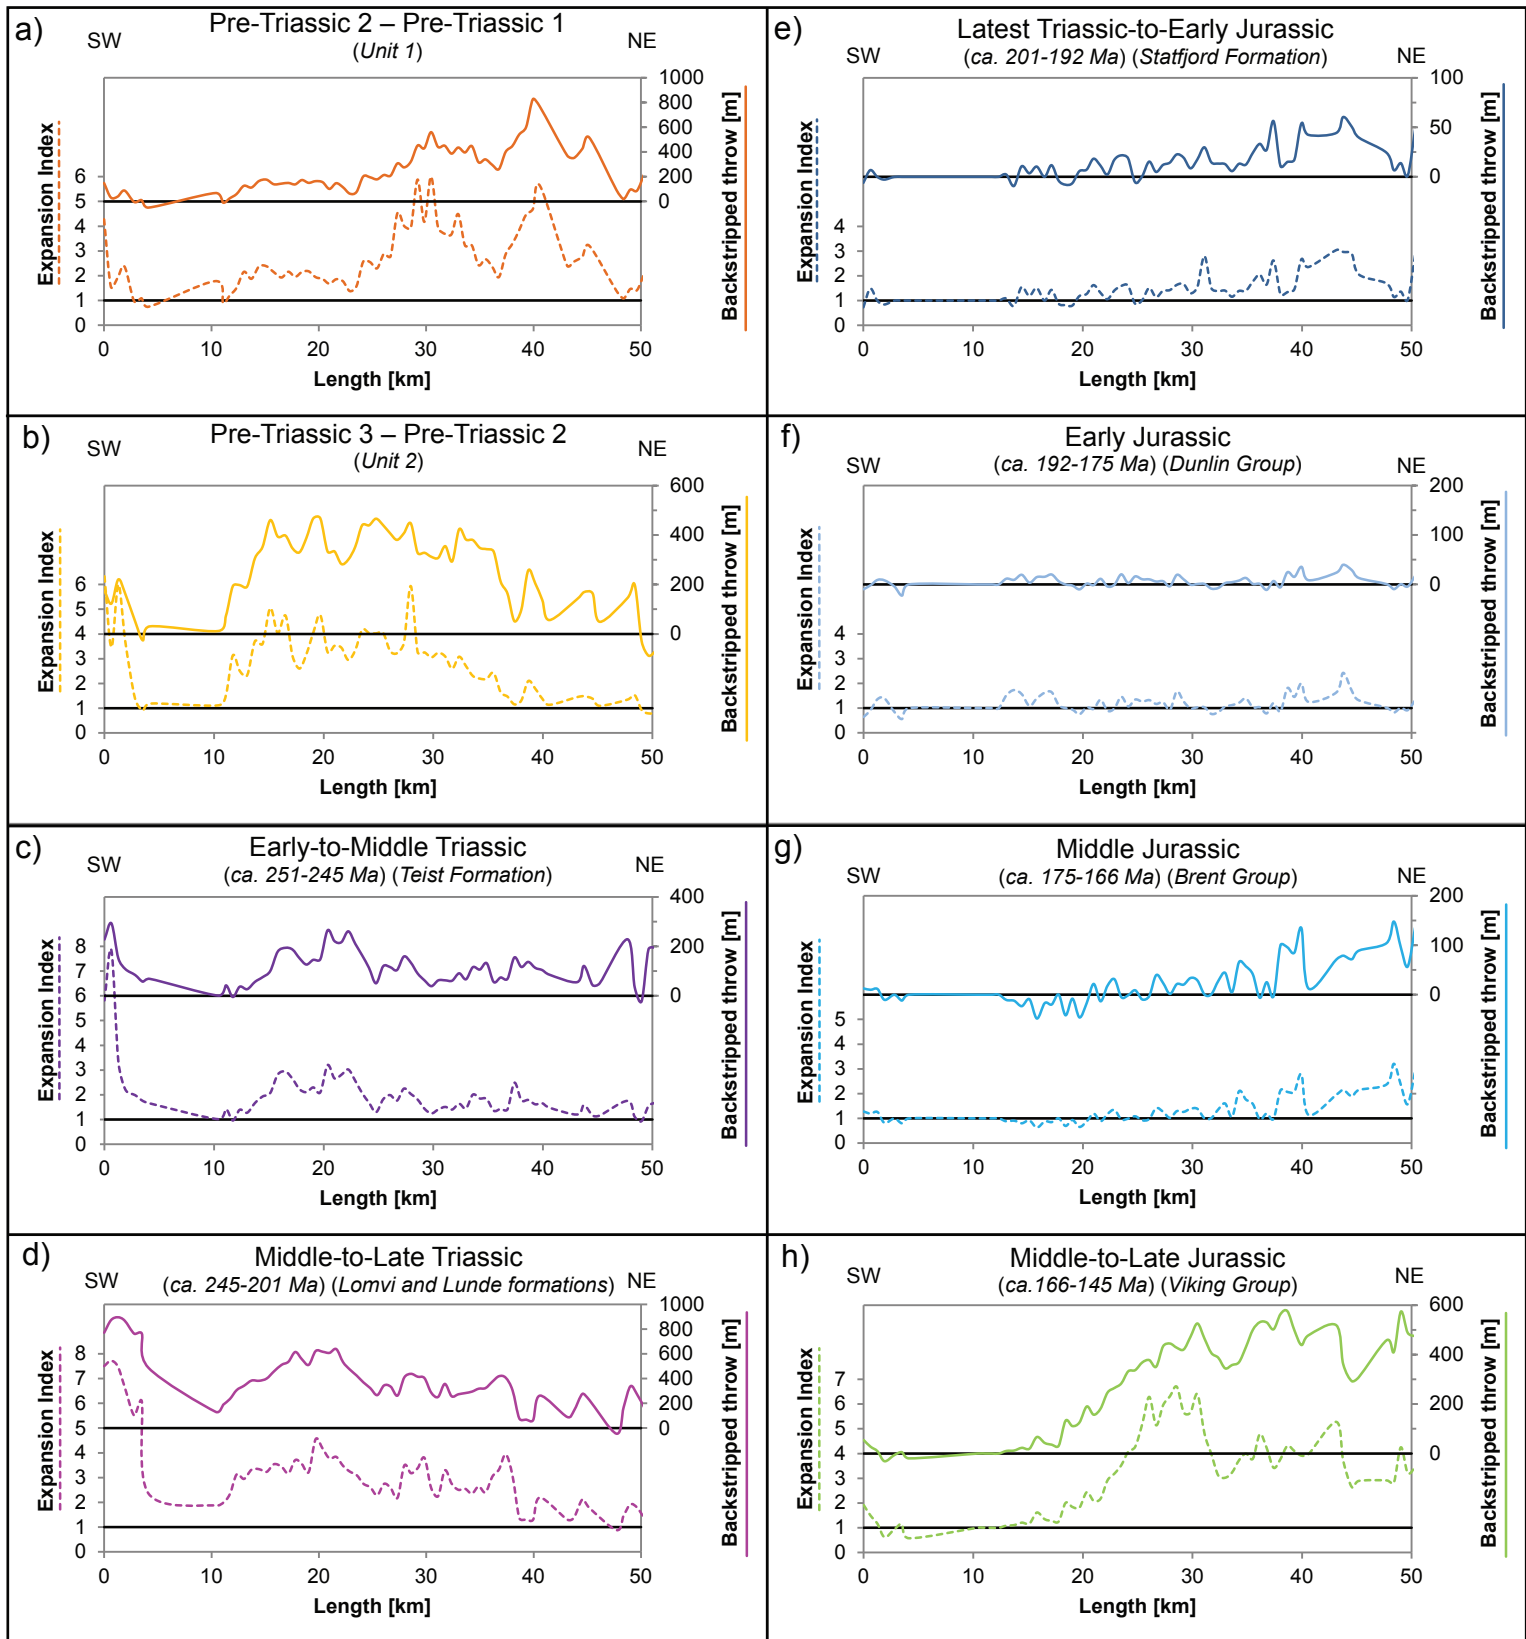 a)
Pre-Triassic 2 – Pre-Triassic 1
(Unit 1)
SW
NE
Expansion Index
Backstripped throw [m]
1000
800
600
400
200
0
6
5
4
3
2
1
0
0 10 20 30 40 50
Length [km]
b)
Pre-Triassic 3 – Pre-Triassic 2
(Unit 2)
SW
NE
Expansion Index
Backstripped throw [m]
600
400
200
0
6
5
4
3
2
1
0
0 10 20 30 40 50
Length [km]
c)
Early-to-Middle Triassic
(ca. 251-245 Ma) (Teist Formation)
SW
NE
Expansion Index
Backstripped throw [m]
400
200
0
8
7
6
5
4
3
2
1
0
0 10 20 30 40 50
Length [km]
d)
Middle-to-Late Triassic
(ca. 245-201 Ma) (Lomvi and Lunde formations)
SW
NE
Expansion Index
Backstripped throw [m]
1000
800
600
400
200
0
8
7
6
5
4
3
2
1
0
0 10 20 30 40 50
Length [km]
e)
Latest Triassic-to-Early Jurassic
(ca. 201-192 Ma) (Statfjord Formation)
SW
NE
Expansion Index
Backstripped throw [m]
100
50
0
4
3
2
1
0
0 10 20 30 40 50
Length [km]
f)
Early Jurassic
(ca. 192-175 Ma) (Dunlin Group)
SW
NE
Expansion Index
Backstripped throw [m]
200
100
0
4
3
2
1
0
0 10 20 30 40 50
Length [km]
g)
Middle Jurassic
(ca. 175-166 Ma) (Brent Group)
SW
NE
Expansion Index
Backstripped throw [m]
200
100
0
5
4
3
2
1
0
0 10 20 30 40 50
Length [km]
h)
Middle-to-Late Jurassic
(ca.166-145 Ma) (Viking Group)
SW
NE
Expansion Index
Backstripped throw [m]
600
400
200
0
7
6
5
4
3
2
1
0
0 10 20 30 40 50
Length [km]